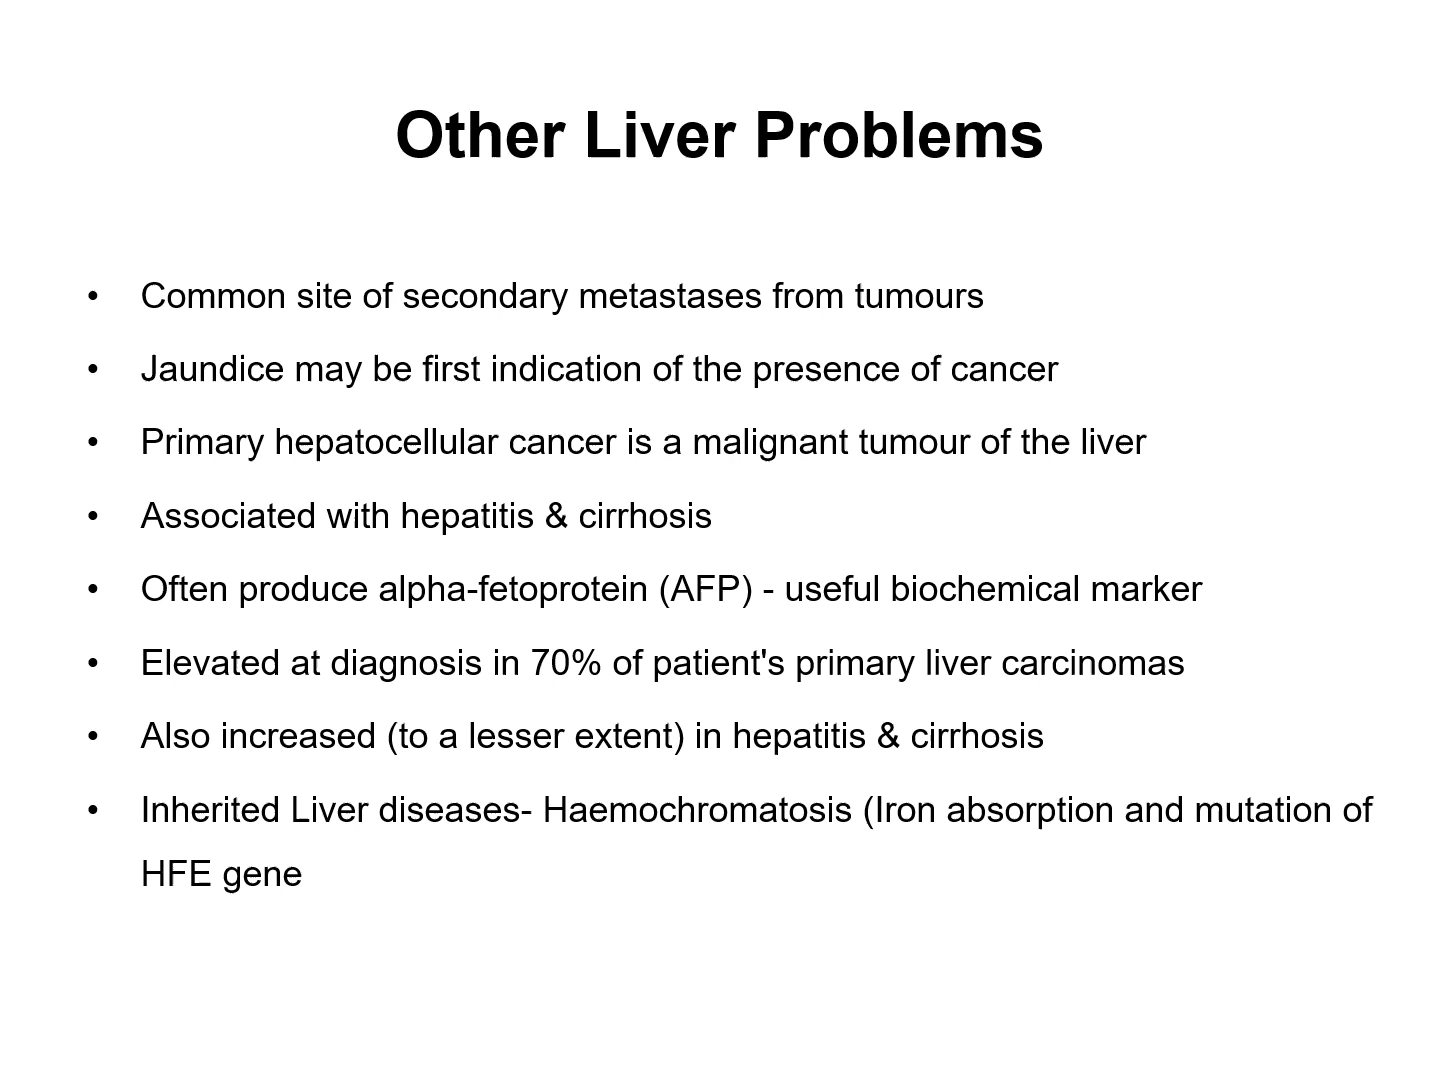 Other Liver Problems
• Common site of secondary metastases from tumours
• Jaundice may be first indication of the presence of cancer
• Primary hepatocellular cancer is a malignant tumour of the liver
• Associated with hepatitis & cirrhosis
• Often produce alpha-fetoprotein (AFP) - useful biochemical marker
• Elevated at diagnosis in 70% of patient's primary liver carcinomas
• Also increased (to a lesser extent) in hepatitis & cirrhosis
• Inherited Liver diseases- Haemochromatosis (Iron absorption and mutation of
HFE gene